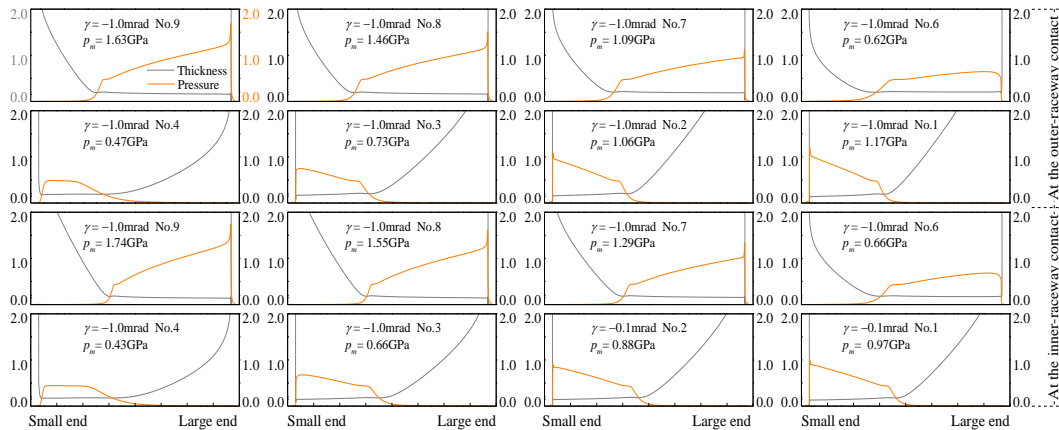 γ = −1.0mrad No.9
p_m = 1.63GPa
Thickness
Pressure
2.0
1.0
0.0
2.0
1.0
0.0
γ = −1.0mrad No.8
p_m = 1.46GPa
2.0
1.0
0.0
γ = −1.0mrad No.7
p_m = 1.09GPa
2.0
1.0
0.0
γ = −1.0mrad No.6
p_m = 0.62GPa
2.0
1.0
0.0
γ = −1.0mrad No.4
p_m = 0.47GPa
2.0
1.0
0.0
2.0
1.0
0.0
γ = −1.0mrad No.3
p_m = 0.73GPa
2.0
1.0
0.0
γ = −1.0mrad No.2
p_m = 1.06GPa
2.0
1.0
0.0
γ = −1.0mrad No.1
p_m = 1.17GPa
2.0
1.0
0.0
At the outer-raceway contact
γ = −1.0mrad No.9
p_m = 1.74GPa
2.0
1.0
0.0
2.0
1.0
0.0
γ = −1.0mrad No.8
p_m = 1.55GPa
2.0
1.0
0.0
γ = −1.0mrad No.7
p_m = 1.29GPa
2.0
1.0
0.0
γ = −1.0mrad No.6
p_m = 0.66GPa
2.0
1.0
0.0
γ = −1.0mrad No.4
p_m = 0.43GPa
2.0
1.0
0.0
2.0
1.0
0.0
γ = −1.0mrad No.3
p_m = 0.66GPa
2.0
1.0
0.0
γ = −0.1mrad No.2
p_m = 0.88GPa
2.0
1.0
0.0
γ = −0.1mrad No.1
p_m = 0.97GPa
2.0
1.0
0.0
At the inner-raceway contact
Small end Large end
Small end Large end
Small end Large end
Small end Large end